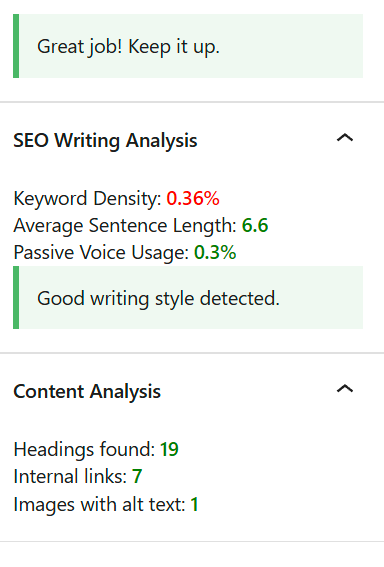 Great job! Keep it up.
SEO Writing Analysis
Keyword Density: 0.36%
Average Sentence Length: 6.6
Passive Voice Usage: 0.3%
Good writing style detected.
Content Analysis
Headings found: 19
Internal links: 7
Images with alt text: 1